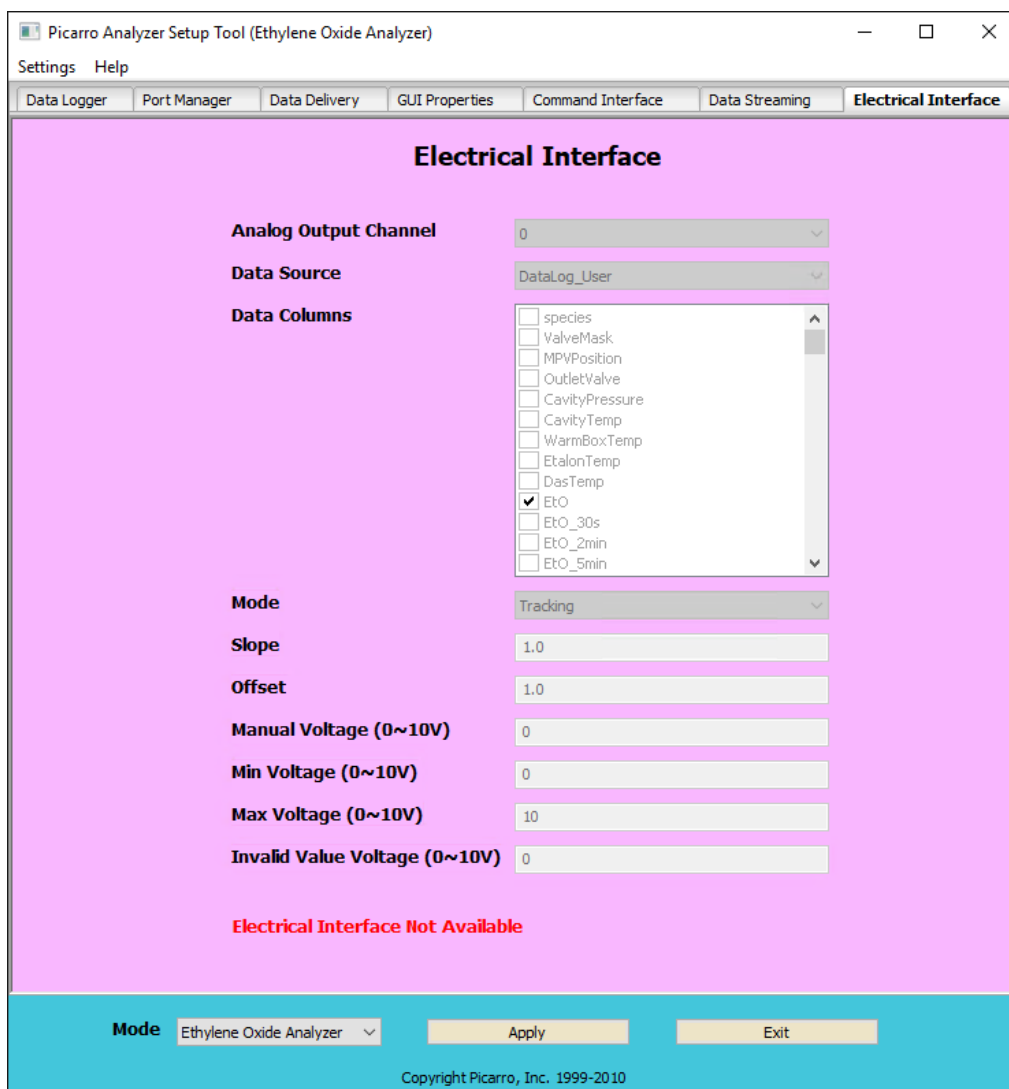 Picarro Analyzer Setup Tool (Ethylene Oxide Analyzer)
Settings Help
Data Logger Port Manager Data Delivery GUI Properties Command Interface Data Streaming Electrical Interface
Electrical Interface
Analog Output Channel 0
Data Source DataLog_User
Data Columns
species
ValveMask
MPVPosition
OutletValve
CavityPressure
CavityTemp
WarmBoxTemp
EtalonTemp
DasTemp
EtO
EtO_30s
EtO_2min
EtO_5min
Mode Tracking
Slope 1.0
Offset 1.0
Manual Voltage (0~10V) 0
Min Voltage (0~10V) 0
Max Voltage (0~10V) 10
Invalid Value Voltage (0~10V) 0
Electrical Interface Not Available
Mode Ethylene Oxide Analyzer Apply Exit
Copyright Picarro, Inc. 1999-2010